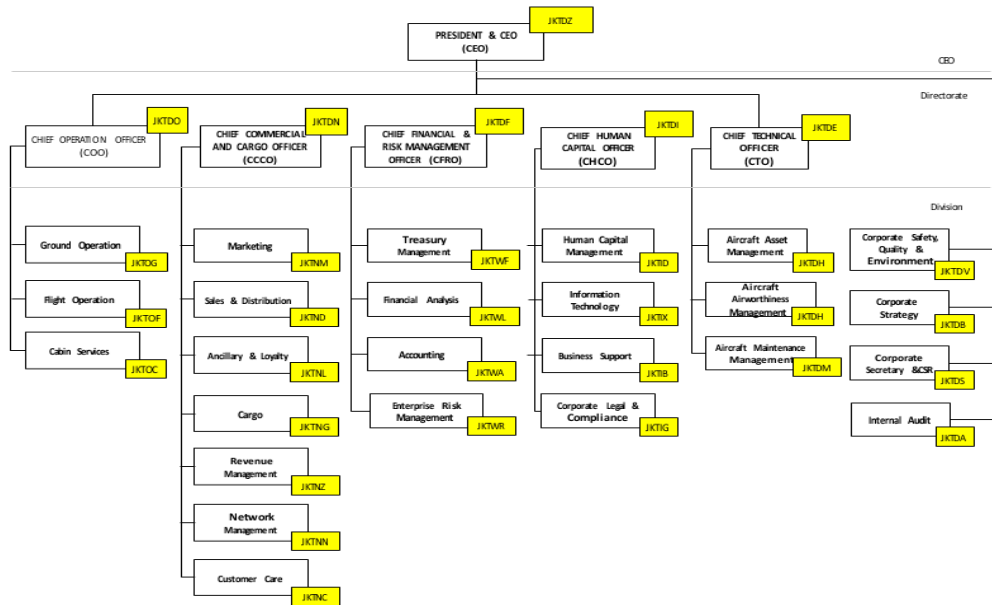 JKTDZ
PRESIDENT & CEO
(CEO)
CEO
Directorate
JKTDO
CHIEF OPERATION OFFICER
(COO)
JKTDN
CHIEF COMMERCIAL
AND CARGO OFFICER
(CCCO)
JKTDF
CHIEF FINANCIAL &
RISK MANAGEMENT
OFFICER (CFRO)
JKTDI
CHIEF HUMAN
CAPITAL OFFICER
(CHCO)
JKTDE
CHIEF TECHNICAL
OFFICER
(CTO)
Division
Ground Operation
JKTOG
Flight Operation
JKTOF
Cabin Services
JKTOC
Marketing
JKTNM
Sales & Distribution
JKTND
Ancillary & Loyalty
JKTNL
Cargo
JKTNG
Revenue
Management
JKTNZ
Network
Management
JKTNN
Customer Care
JKTNC
Treasury
Management
JKTWF
Financial Analysis
JKTWL
Accounting
JKTWA
Enterprise Risk
Management
JKTWR
Human Capital
Management
JKTID
Information
Technology
JKTIX
Business Support
JKTIB
Corporate Legal &
Compliance
JKTIG
Aircraft Asset
Management
JKTDH
Aircraft
Airworthiness
Management
JKTDH
Aircraft Maintenance
Management
JKTDM
Corporate Safety,
Quality &
Environment
JKTDV
Corporate
Strategy
JKTDB
Corporate
Secretary &CSR
JKTDS
Internal Audit
JKTDA